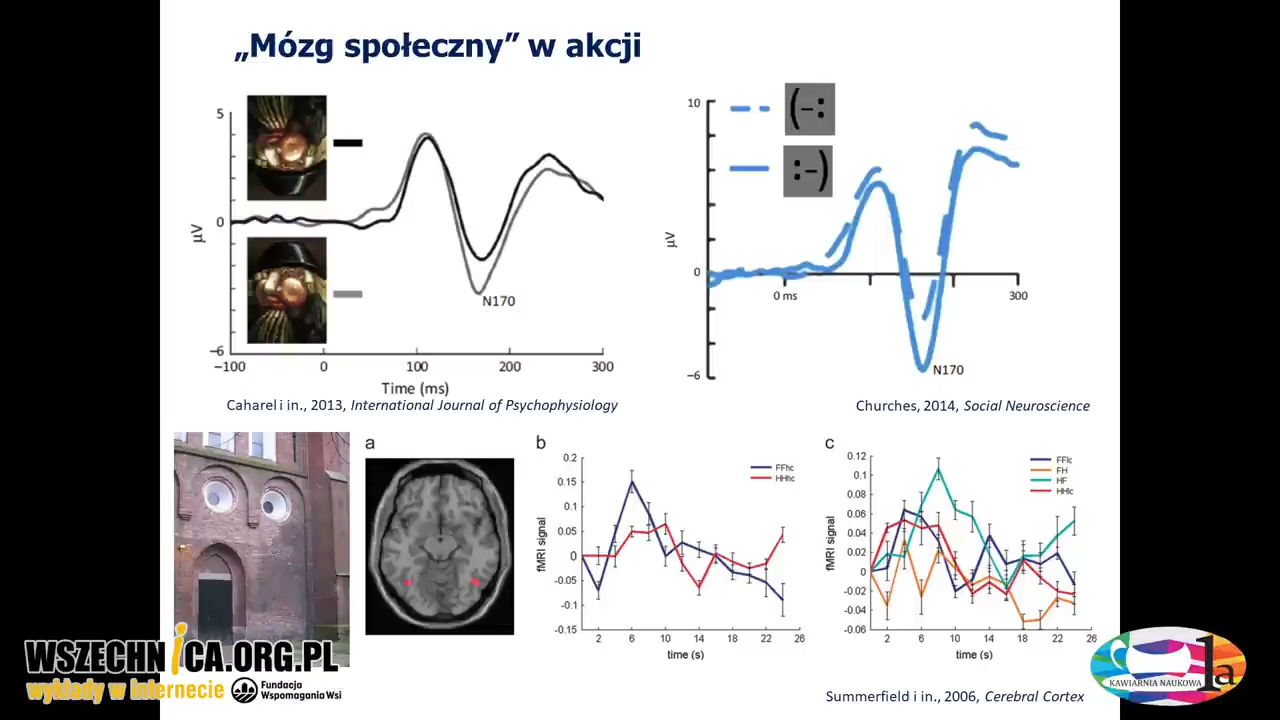 „Mózg społeczny” w akcji
5
0
−6
μV
−100
0
100
200
300
Time (ms)
N170
Caharel i in., 2013, International Journal of Psychophysiology
10
0
−6
μV
(-:
:-)
0 ms
300
N170
Churches, 2014, Social Neuroscience
a
b
0.2
0.15
0.1
0.05
0
-0.05
-0.1
-0.15
fMRI signal
FFhc
HHhc
2 6 10 14 18 22 26
time (s)
c
0.12
0.1
0.08
0.06
0.04
0.02
0
-0.02
-0.04
-0.06
fMRI signal
FFlc
FH
HF
HHlc
2 6 10 14 18 22 26
time (s)
Summerfield i in., 2006, Cerebral Cortex
WSZECHNICA.ORG.PL
wykłady w internecie
Fundacja
Wspomagania Wsi
KAWIARNIA NAUKOWA
1a